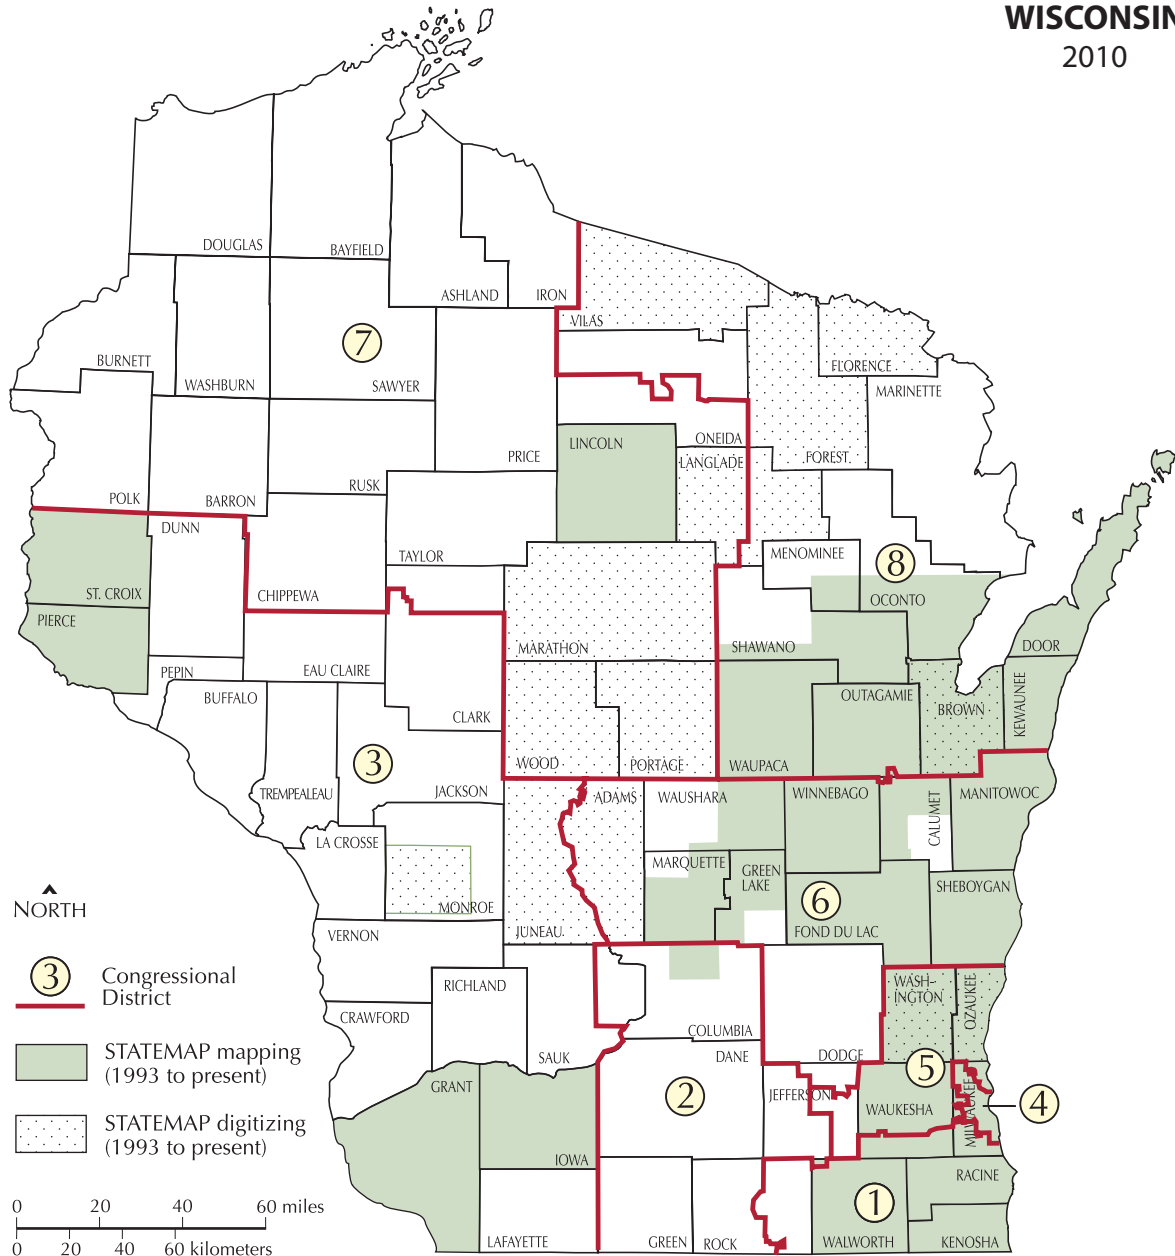 WISCONSIN
2010
DOUGLAS
BAYFIELD
ASHLAND
IRON
VILAS
7
BURNETT
WASHBURN
SAWYER
FLORENCE
MARINETTE
LINCOLN
ONEIDA
PRICE
LANGLADE
FOREST
RUSK
POLK
BARRON
DUNN
TAYLOR
MENOMINEE
8
ST. CROIX
CHIPPEWA
OCONTO
PIERCE
MARATHON
SHAWANO
DOOR
PEPIN
EAU CLAIRE
BUFFALO
OUTAGAMIE
BROWN
KEWAUNEE
CLARK
3
WOOD
PORTAGE
WAUPACA
TREMPEALEAU
JACKSON
ADAMS
WAUSHARA
WINNEBAGO
CALUMET
MANITOWOC
LA CROSSE
MARQUETTE
GREEN
LAKE
SHEBOYGAN
MONROE
6
NORTH
VERNON
JUNEAU
FOND DU LAC
3
Congressional
District
RICHLAND
WASH-
INGTON
OZAUKEE
CRAWFORD
COLUMBIA
STATEMAP mapping
(1993 to present)
SAUK
DANE
DODGE
GRANT
2
JEFFERSON
5
WAUKESHA
MILWAUKEE
4
STATEMAP digitizing
(1993 to present)
IOWA
RACINE
1
0 20 40 60 miles
0 20 40 60 kilometers
LAFAYETTE
GREEN
ROCK
WALWORTH
KENOSHA